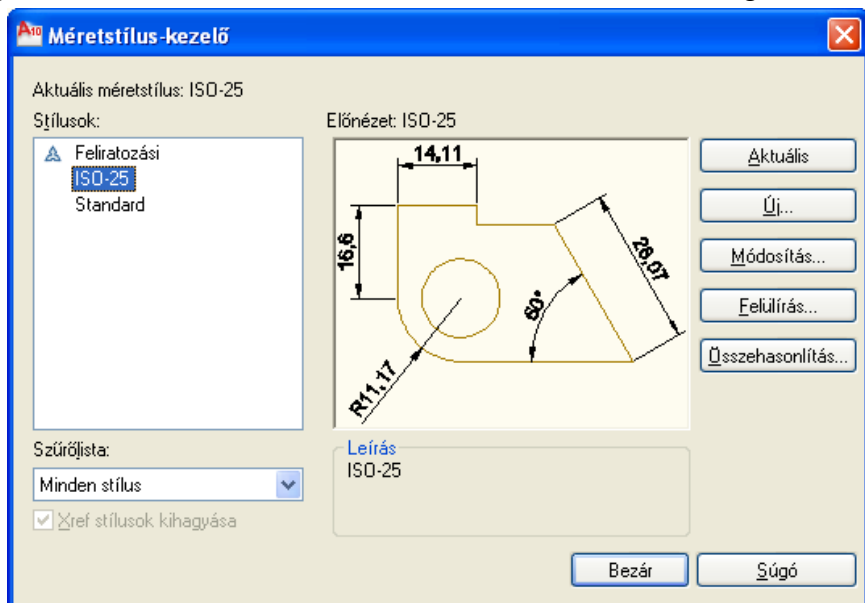 A10 Méretstílus-kezelő
Aktuális méretstílus: ISO-25
Stílusok:
Előnézet: ISO-25
Feliratozási
ISO-25
Standard
14,11
16,6
28,07
60°
R11,17
Aktuális
Új...
Módosítás...
Felülírás...
Összehasonlítás...
Szűrőlista:
Minden stílus
Xref stílusok kihagyása
Leírás
ISO-25
Bezár
Súgó